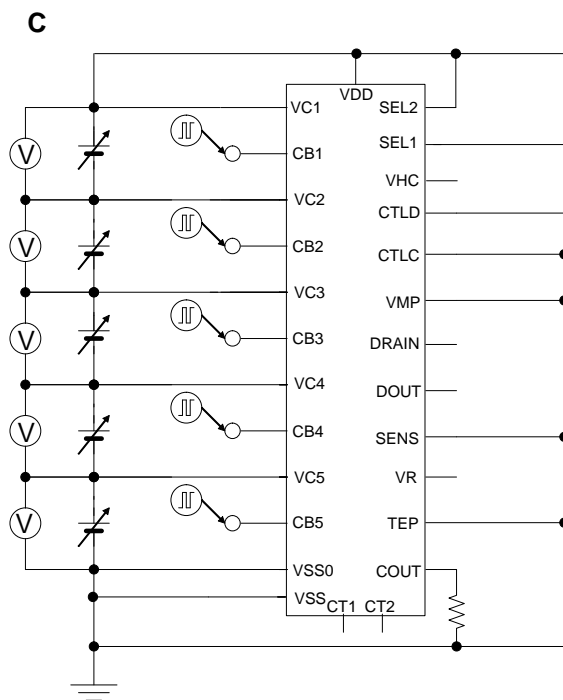 C
VDD
VC1
SEL2
V
CB1
SEL1
VHC
VC2
CTLD
V
CB2
CTLC
VC3
VMP
V
CB3
DRAIN
VC4
DOUT
V
CB4
SENS
VC5
VR
V
CB5
TEP
VSS0
COUT
VSS
CT1 CT2